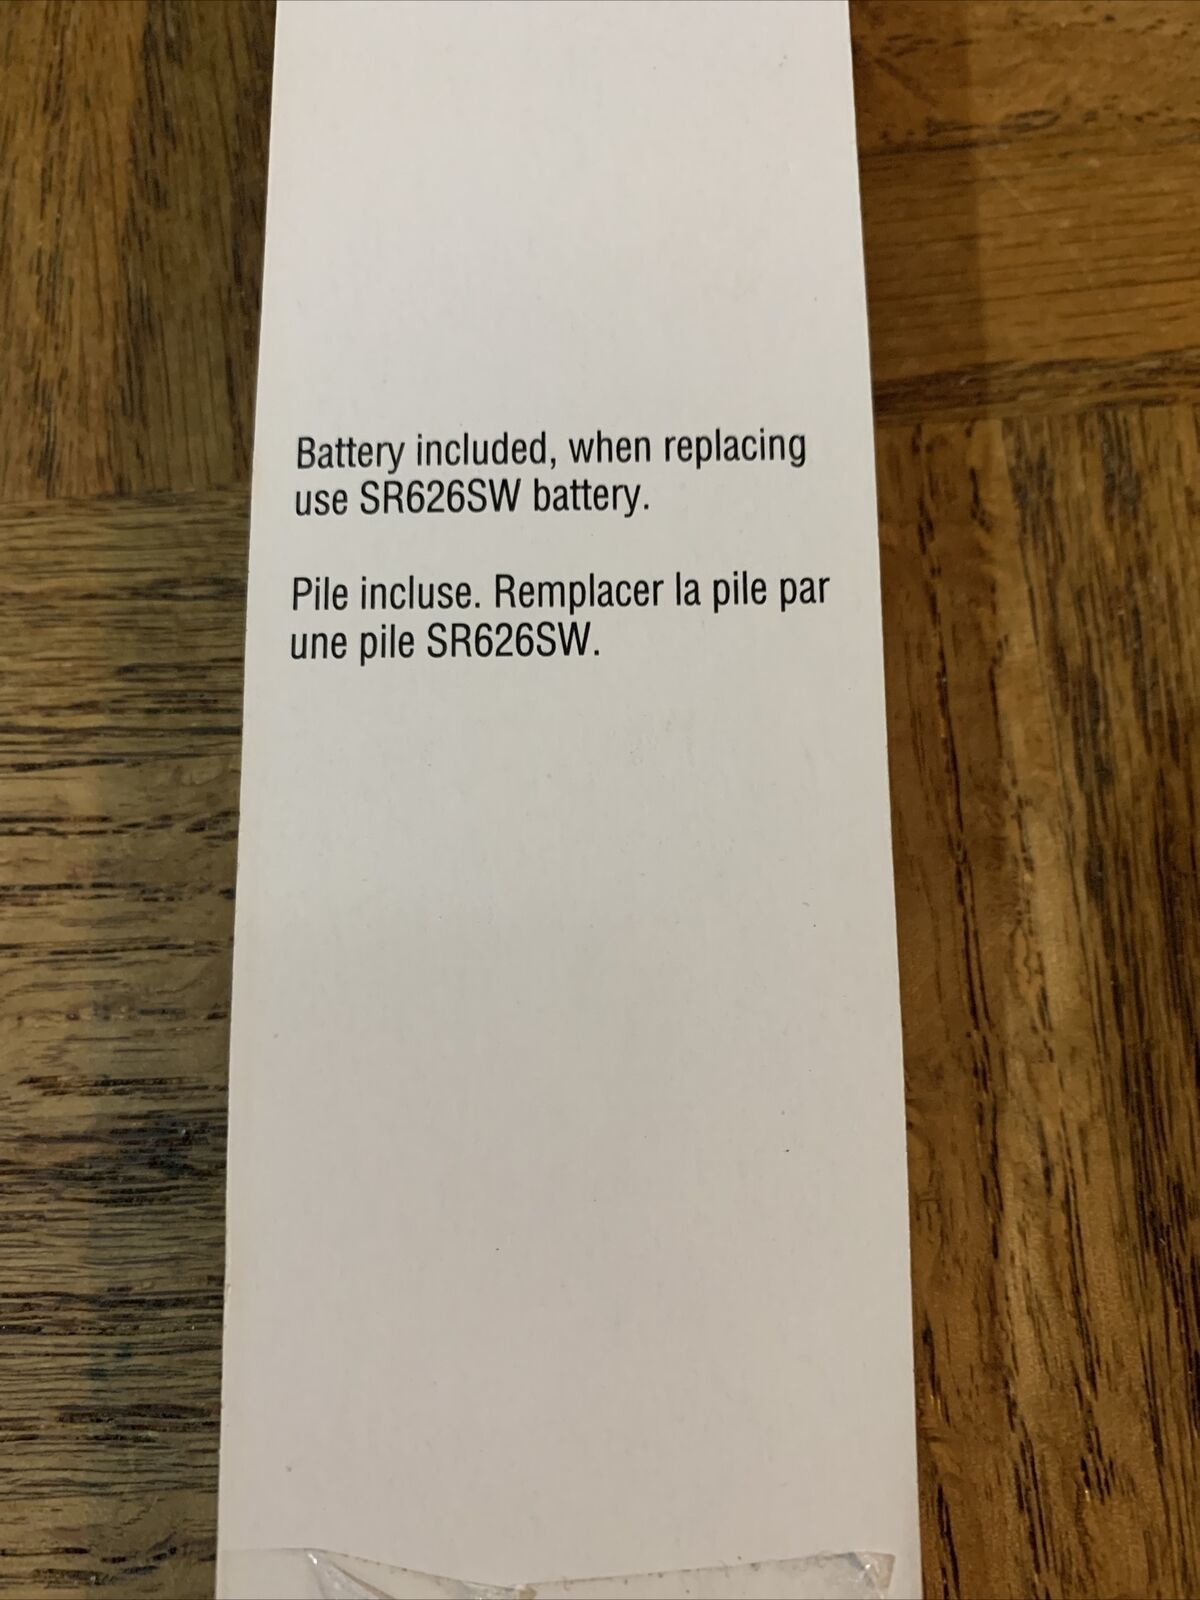 Battery included, when replacing
use SR626SW battery.
Pile incluse. Remplacer la pile par
une pile SR626SW.